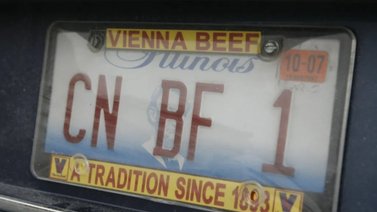 VIENNA BEEF
Illinois
10-07
CN BF 1
A TRADITION SINCE 1893